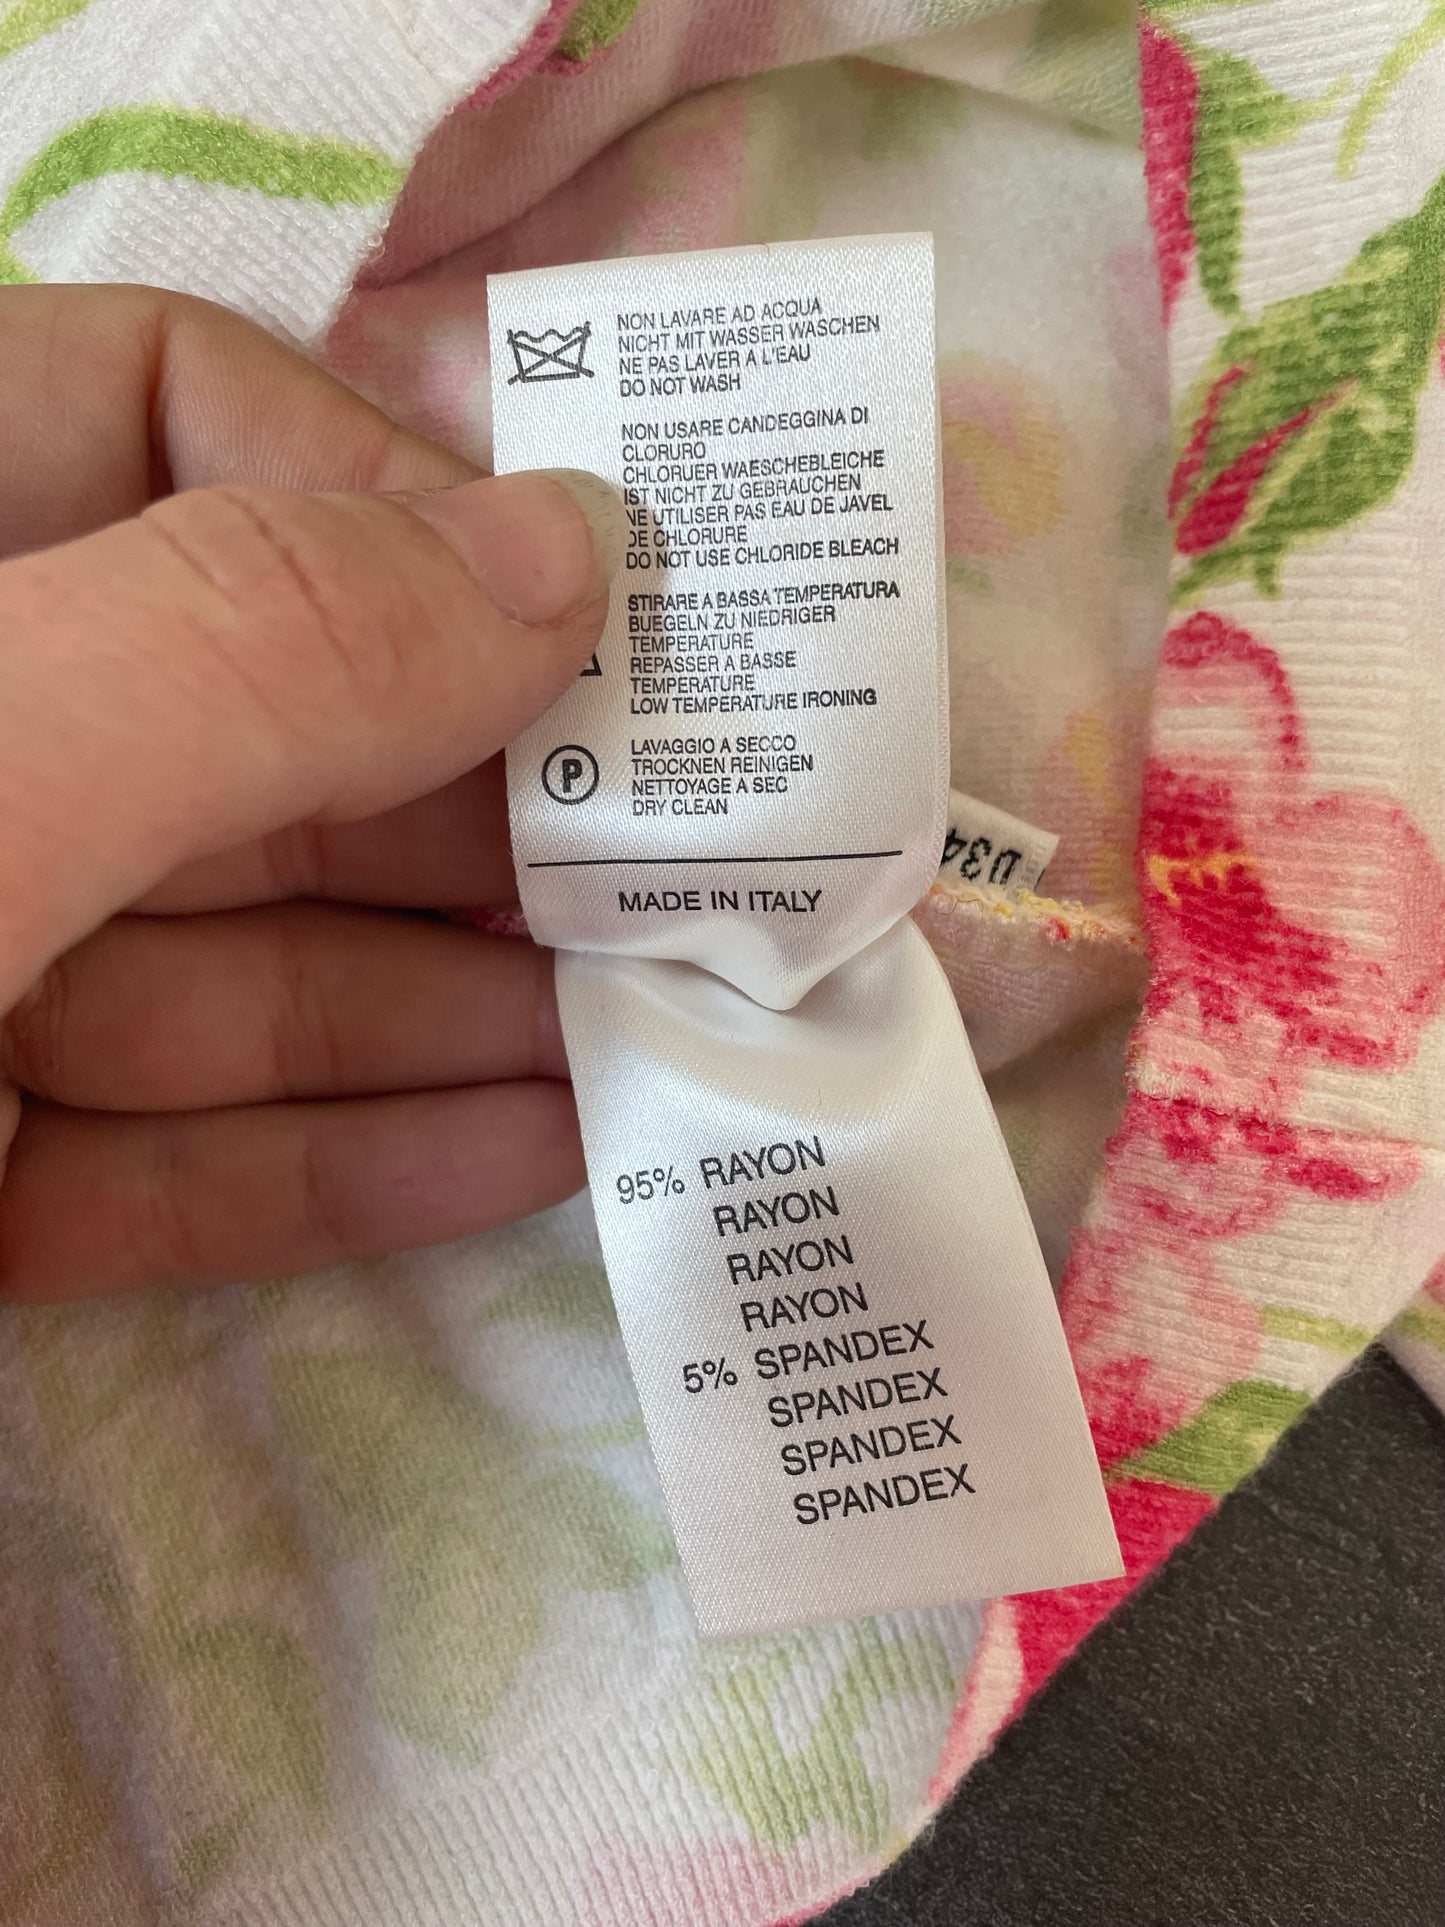 NON LAVARE AD ACQUA
NICHT MIT WASSER WASCHEN
NE PAS LAVER A L'EAU
DO NOT WASH
NON USARE CANDEGGINA DI
CLORURO
CHLORUER WAESCHEBLEICHE
IST NICHT ZU GEBRAUCHEN
NE UTILISER PAS EAU DE JAVEL
DE CHLORURE
DO NOT USE CHLORIDE BLEACH
STIRARE A BASSA TEMPERATURA
BUEGELN ZU NIEDRIGER
TEMPERATURE
REPASSER A BASSE
TEMPERATURE
LOW TEMPERATURE IRONING
P
LAVAGGIO A SECCO
TROCKNEN REINIGEN
NETTOYAGE A SEC
DRY CLEAN
MADE IN ITALY
D34
95% RAYON
RAYON
RAYON
RAYON
5% SPANDEX
SPANDEX
SPANDEX
SPANDEX